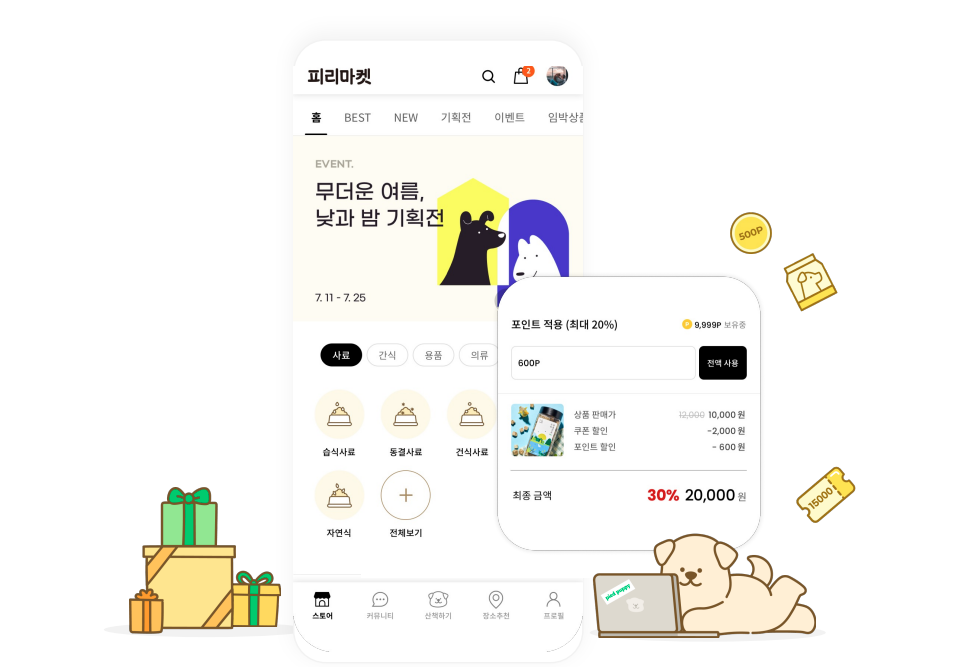 피리마켓
2
홈 BEST NEW 기획전 이벤트 임박상품
EVENT.
무더운 여름,
낮과 밤 기획전
7. 11 - 7. 25
사료 간식 용품 의류
습식사료 동결사료 건식사료
자연식 전체보기
스토어 커뮤니티 산책하기 장소추천 프로필
포인트 적용 (최대 20%) 9,999P 보유중
600P 전액 사용
상품 판매가 12,000 10,000 원
쿠폰 할인 -2,000 원
포인트 할인 - 600 원
최종 금액 30% 20,000 원
500P
15000
pied puppy